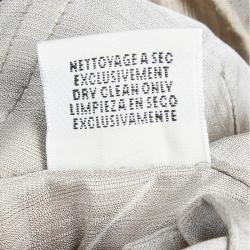 NETTOYAGE A SEC
EXCLUSIVEMENT
DRY CLEAN ONLY
LIMPIEZA EN SECO
EXCLUSIVAMENTE